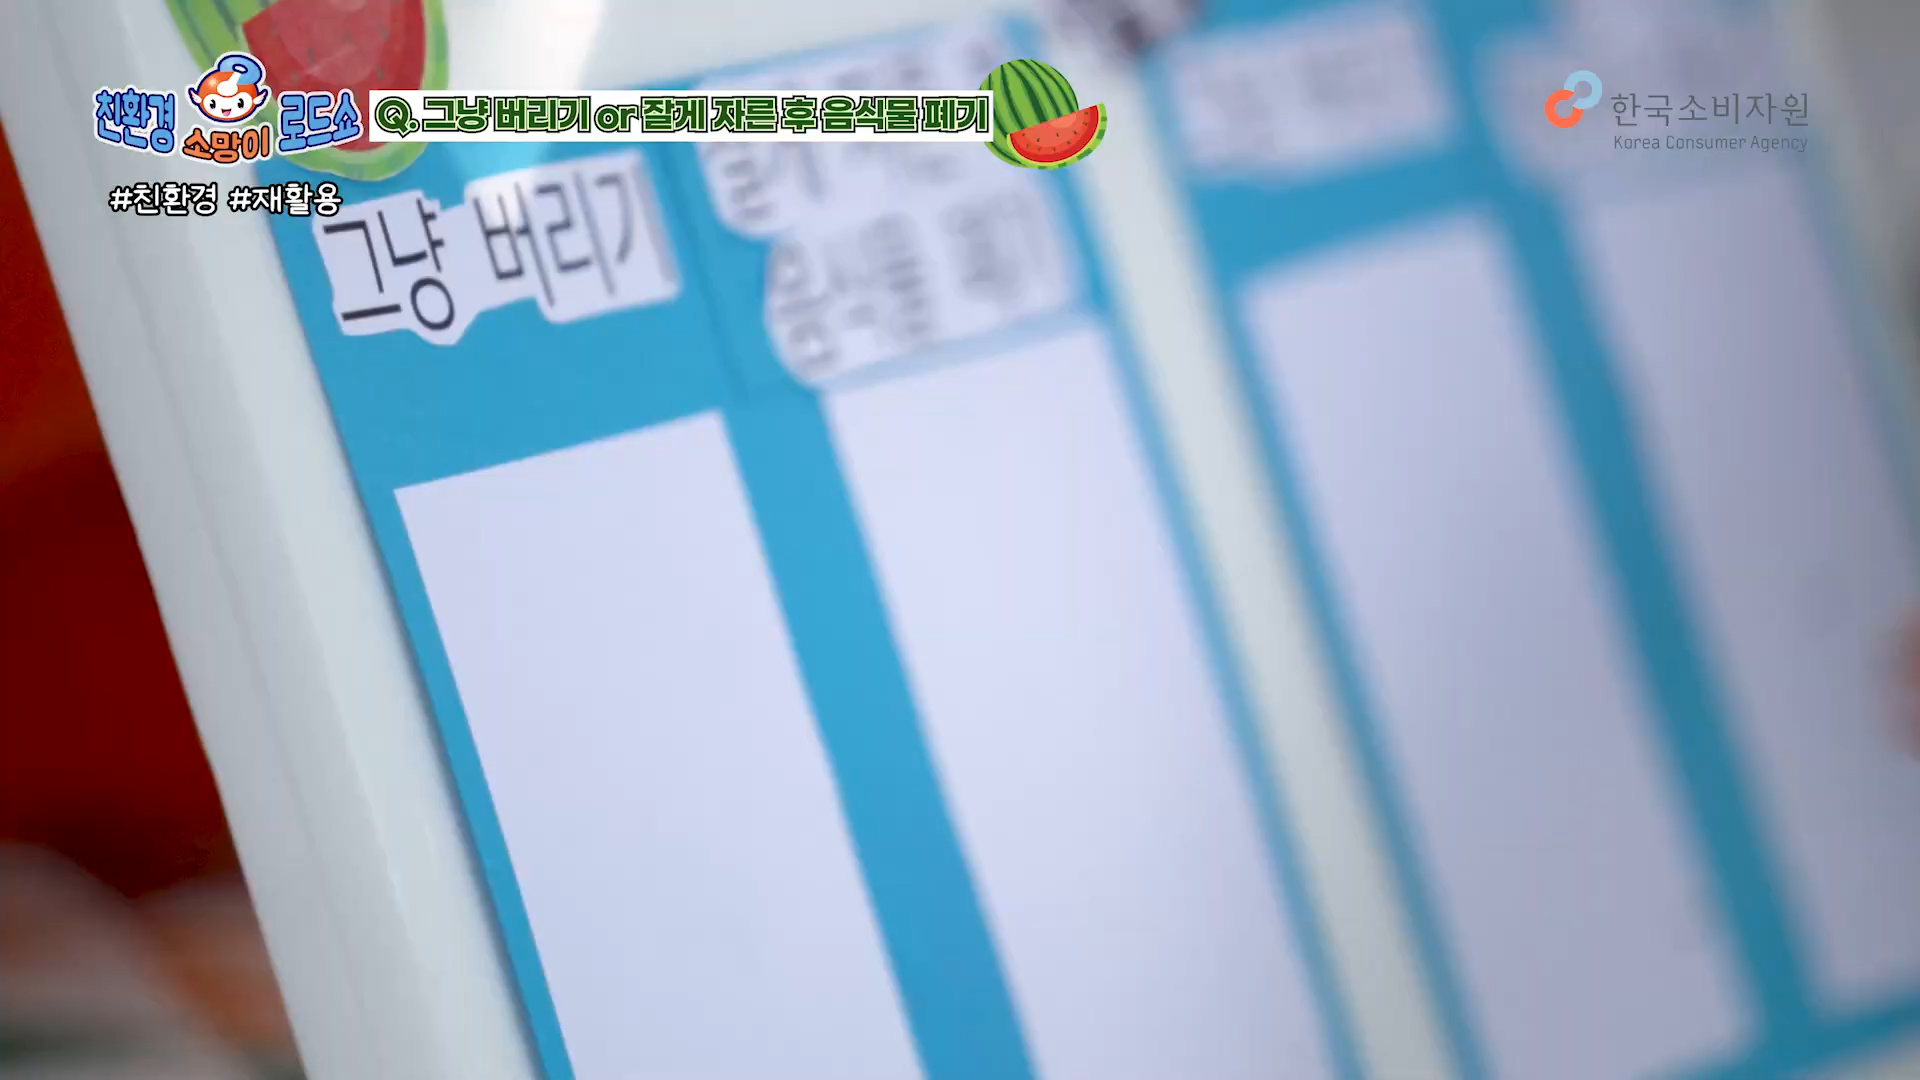 친환경 소망이 로드쇼
Q. 그냥 버리기 or 잘게 자른 후 음식물 폐기
#친환경 #재활용
한국소비자원
Korea Consumer Agency
그냥 버리기